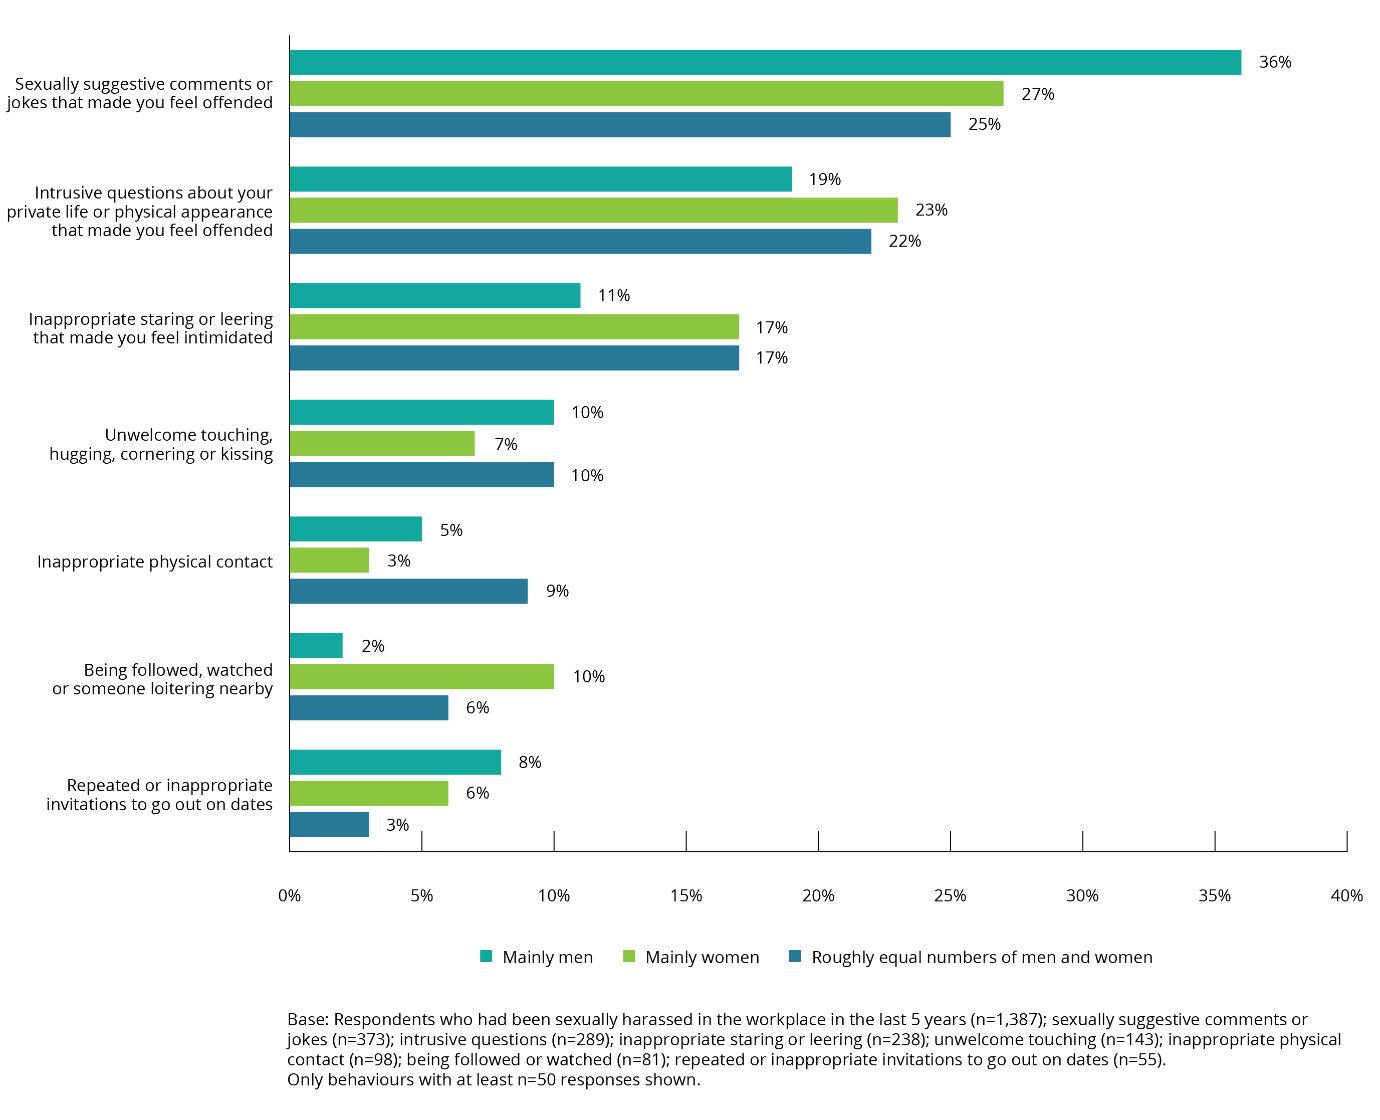 Sexually suggestive comments or
jokes that made you feel offended
36%
27%
25%
Intrusive questions about your
private life or physical appearance
that made you feel offended
19%
23%
22%
Inappropriate staring or leering
that made you feel intimidated
11%
17%
17%
Unwelcome touching,
hugging, cornering or kissing
10%
7%
10%
Inappropriate physical contact
5%
3%
9%
Being followed, watched
or someone loitering nearby
2%
10%
6%
Repeated or inappropriate
invitations to go out on dates
8%
6%
3%
0% 5% 10% 15% 20% 25% 30% 35% 40%
Mainly men Mainly women Roughly equal numbers of men and women
Base: Respondents who had been sexually harassed in the workplace in the last 5 years (n=1,387); sexually suggestive comments or
jokes (n=373); intrusive questions (n=289); inappropriate staring or leering (n=238); unwelcome touching (n=143); inappropriate physical
contact (n=98); being followed or watched (n=81); repeated or inappropriate invitations to go out on dates (n=55).
Only behaviours with at least n=50 responses shown.